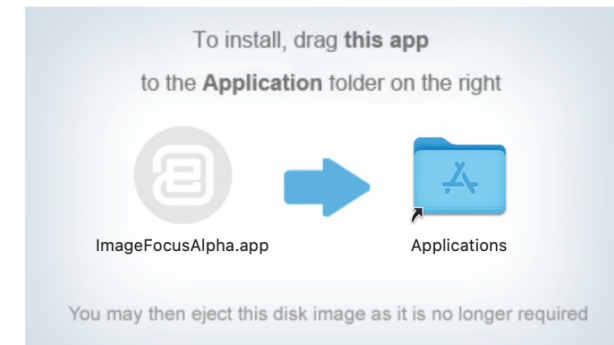 To install, drag this app
to the Application folder on the right
ImageFocusAlpha.app
Applications
You may then eject this disk image as it is no longer required